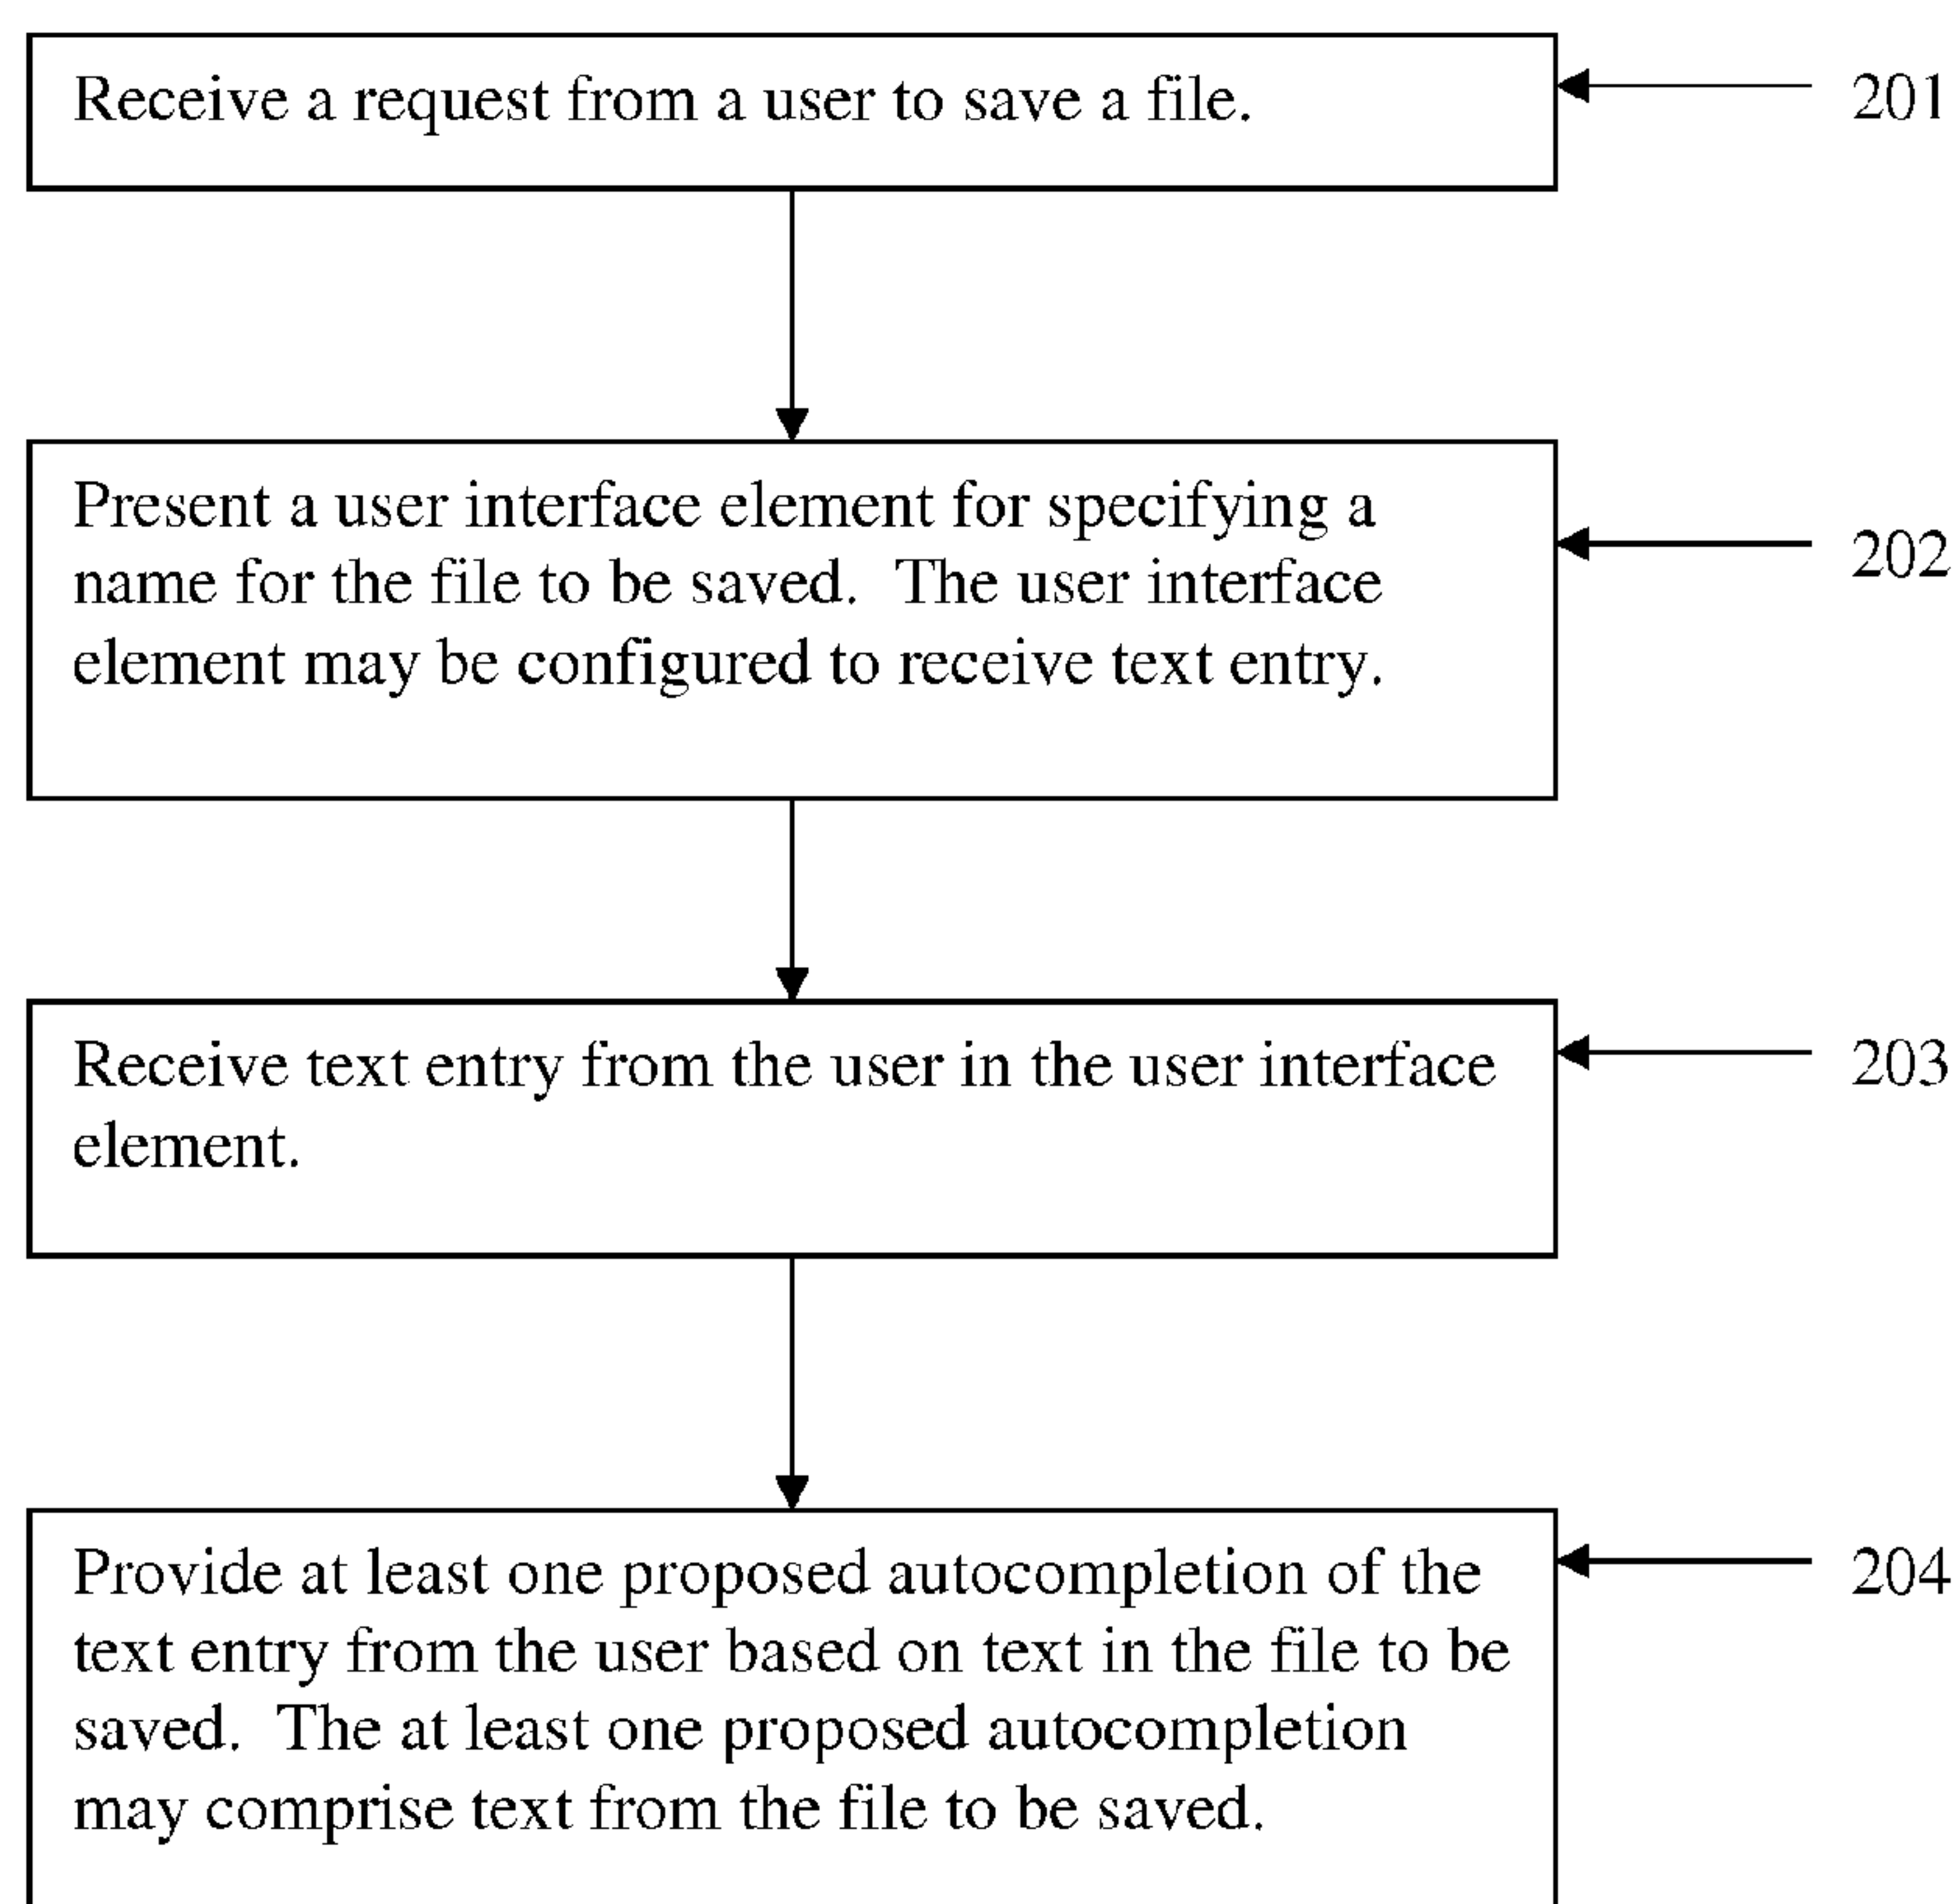 Receive a request from a user to save a file.
201
Present a user interface element for specifying a
name for the file to be saved.  The user interface
element may be configured to receive text entry.
202
Receive text entry from the user in the user interface
element.
203
Provide at least one proposed autocompletion of the
text entry from the user based on text in the file to be
saved.  The at least one proposed autocompletion
may comprise text from the file to be saved.
204